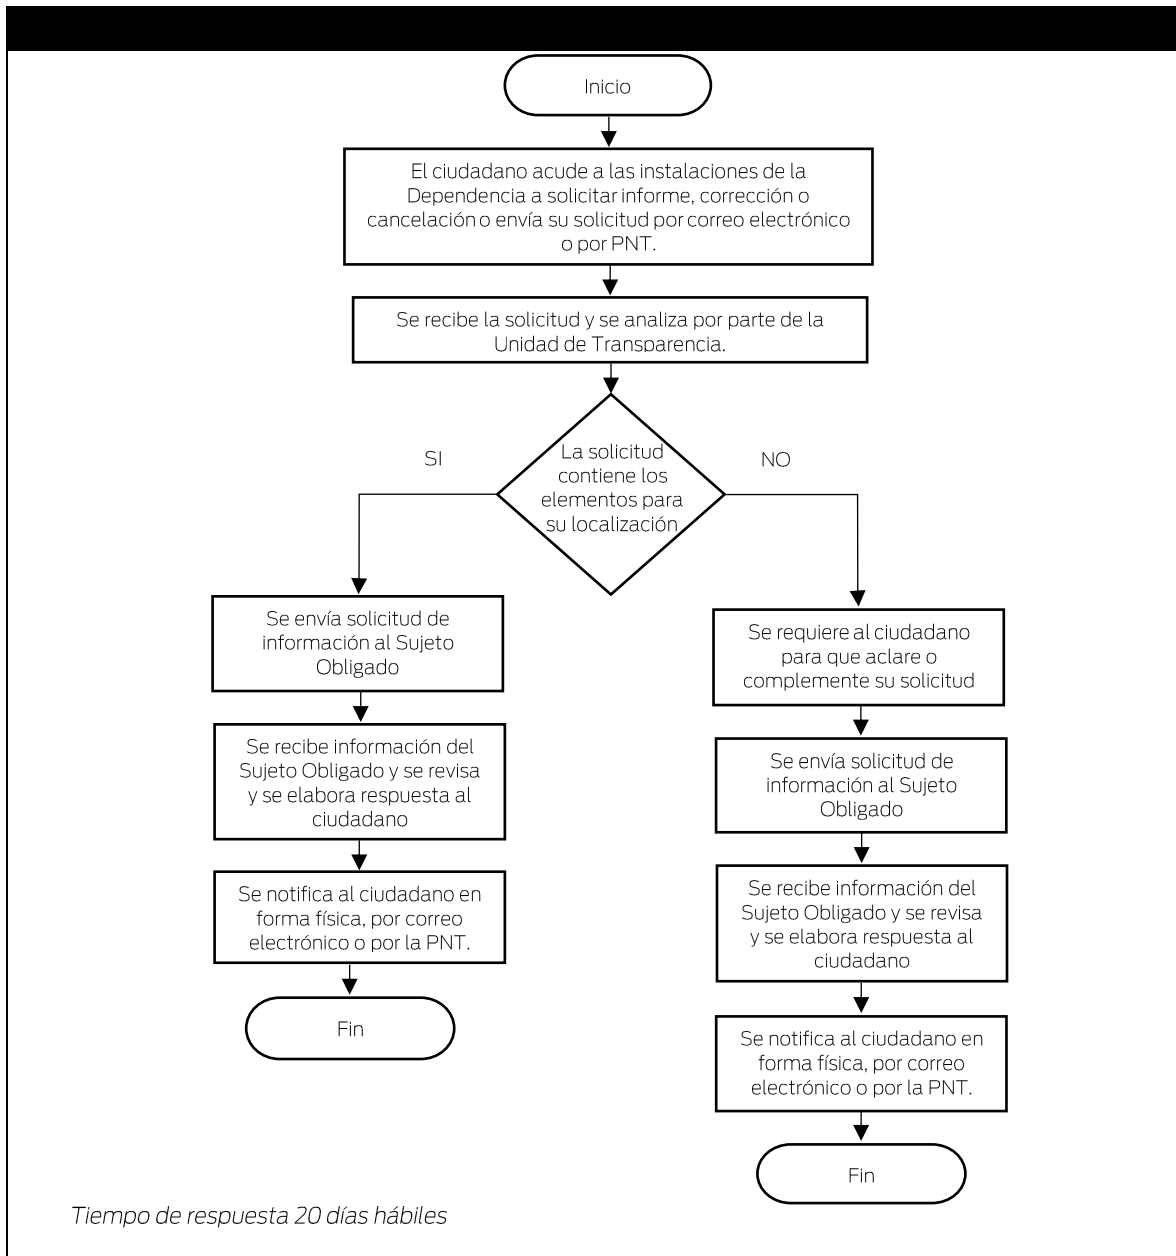 Inicio
El ciudadano acude a las instalaciones de la
Dependencia a solicitar informe, corrección o
cancelación o envía su solicitud por correo electrónico
o por PNT.
Se recibe la solicitud y se analiza por parte de la
Unidad de Transparencia.
La solicitud
contiene los
elementos para
su localización
SI
NO
Se envía solicitud de
información al Sujeto
Obligado
Se recibe información del
Sujeto Obligado y se revisa
y se elabora respuesta al
ciudadano
Se notifica al ciudadano en
forma física, por correo
electrónico o por la PNT.
Fin
Se requiere al ciudadano
para que aclare o
complemente su solicitud
Se envía solicitud de
información al Sujeto
Obligado
Se recibe información del
Sujeto Obligado y se revisa
y se elabora respuesta al
ciudadano
Se notifica al ciudadano en
forma física, por correo
electrónico o por la PNT.
Fin
Tiempo de respuesta 20 días hábiles